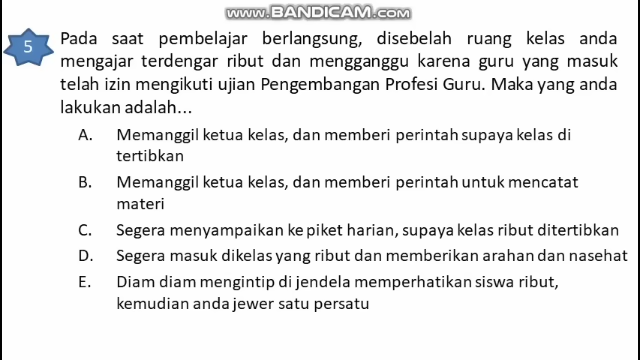 www.BANDICAM.com
5
Pada saat pembelajar berlangsung, disebelah ruang kelas anda
mengajar terdengar ribut dan mengganggu karena guru yang masuk
telah izin mengikuti ujian Pengembangan Profesi Guru. Maka yang anda
lakukan adalah...
A. Memanggil ketua kelas, dan memberi perintah supaya kelas di
tertibkan
B. Memanggil ketua kelas, dan memberi perintah untuk mencatat
materi
C. Segera menyampaikan ke piket harian, supaya kelas ribut ditertibkan
D. Segera masuk dikelas yang ribut dan memberikan arahan dan nasehat
E. Diam diam mengintip di jendela memperhatikan siswa ribut,
kemudian anda jewer satu persatu